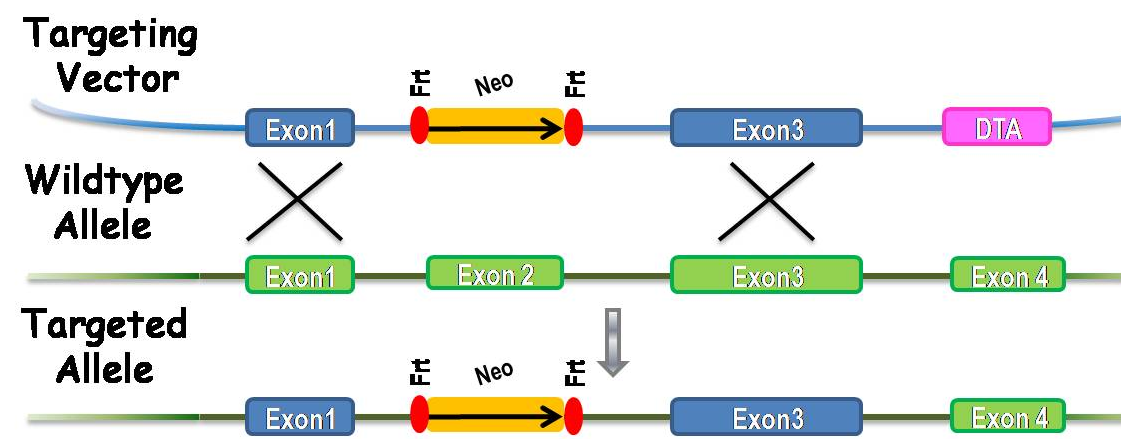 Targeting
Vector
Frt
Neo
Frt
Exon1
Exon3
DTA
Wildtype
Allele
Exon1
Exon 2
Exon3
Exon 4
Targeted
Allele
Frt
Neo
Frt
Exon1
Exon3
Exon 4